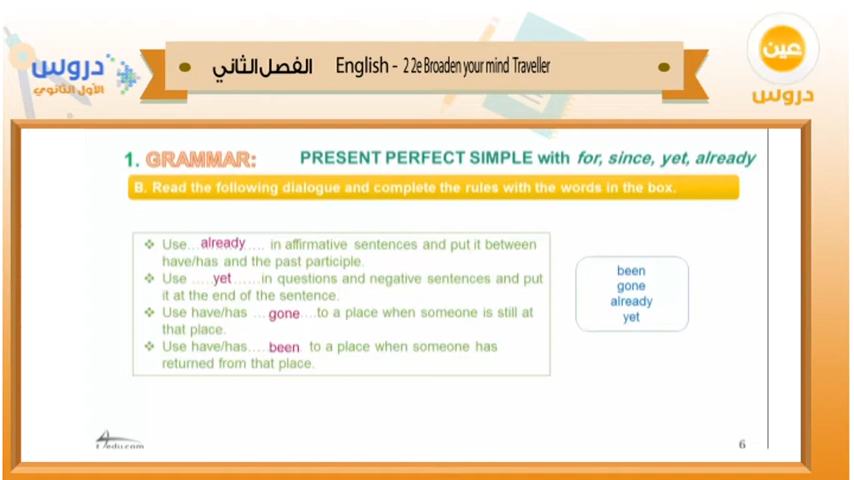 دروس
الأول الثانوي
الفصل الثاني English - 2 2e Broaden your mind Traveller
عين
دروس
1. GRAMMAR: PRESENT PERFECT SIMPLE with for, since, yet, already
B. Read the following dialogue and complete the rules with the words in the box.
❖ Use...already..... in affirmative sentences and put it between
have/has and the past participle.
❖ Use .....yet......in questions and negative sentences and put
it at the end of the sentence.
❖ Use have/has ...gone....to a place when someone is still at
that place.
❖ Use have/has....been. to a place when someone has
returned from that place.
been
gone
already
yet
6